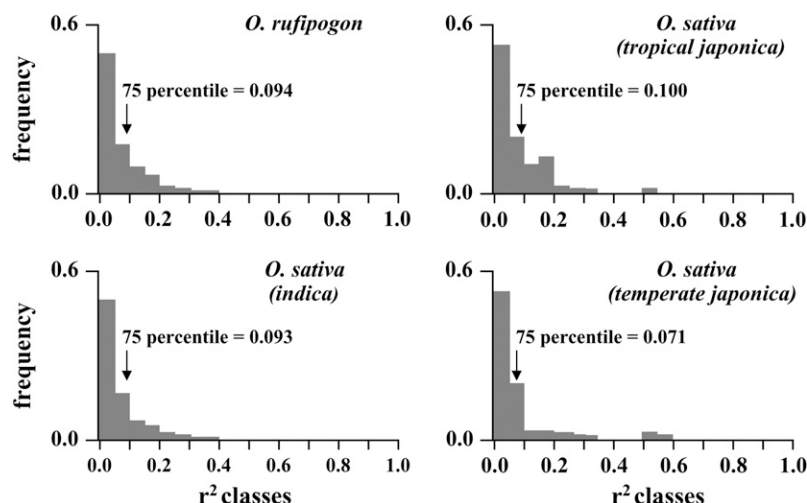 0.6
O. rufipogon
frequency
75 percentile = 0.094
0.0
0.0 0.2 0.4 0.6 0.8 1.0
0.6
O. sativa
(tropical japonica)
75 percentile = 0.100
0.0
0.0 0.2 0.4 0.6 0.8 1.0
0.6
O. sativa
(indica)
frequency
75 percentile = 0.093
0.0
0.0 0.2 0.4 0.6 0.8 1.0
r² classes
0.6
O. sativa
(temperate japonica)
75 percentile = 0.071
0.0
0.0 0.2 0.4 0.6 0.8 1.0
r² classes